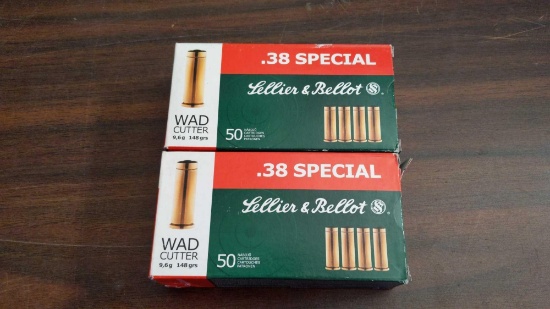 .38 SPECIAL
Sellier & Bellot
WAD
CUTTER
9,6g 148grs
50
.38 SPECIAL
Sellier & Bellot
WAD
CUTTER
9,6g 148grs
50